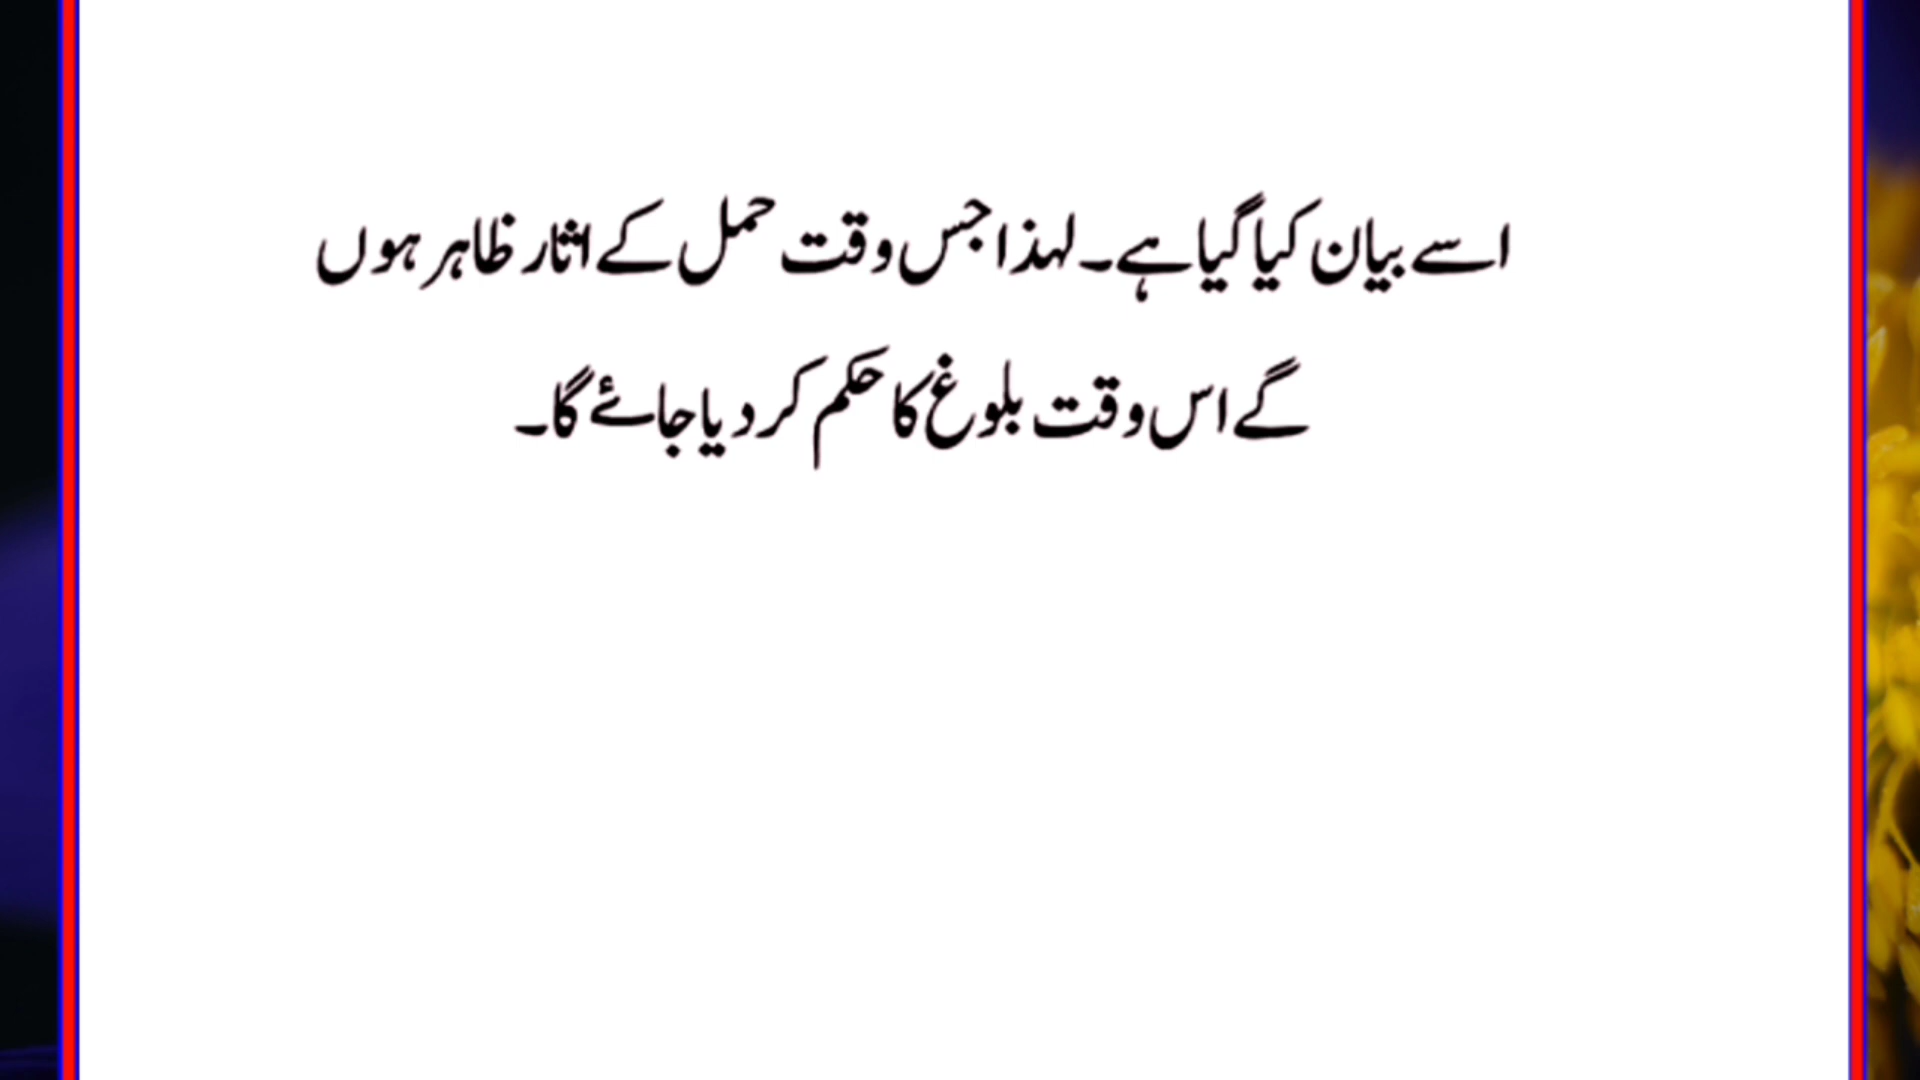 اسے بیان کیا گیا ہے۔ لہذا جس وقت حمل کے اثار ظاہر ہوں
گے اس وقت بلوغ کا حکم کر دیا جائے گا۔